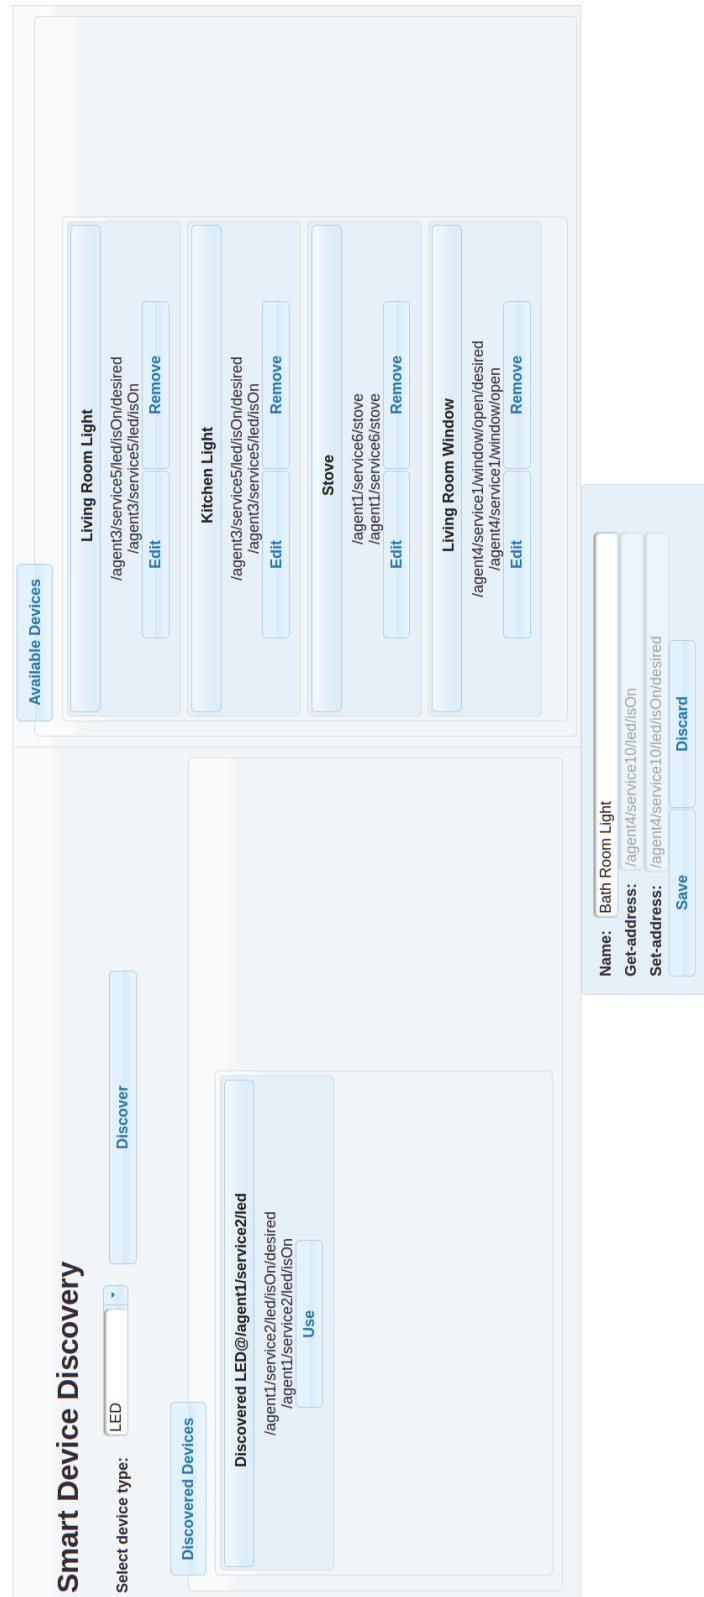 Smart Device Discovery
Select device type:
LED
Discover
Discovered Devices
Discovered LED@/agent1/service2/led
/agent1/service2/led/isOn/desired
/agent1/service2/led/isOn
Use
Available Devices
Living Room Light
/agent3/service5/led/isOn/desired
/agent3/service5/led/isOn
Edit
Remove
Kitchen Light
/agent3/service5/led/isOn/desired
/agent3/service5/led/isOn
Edit
Remove
Stove
/agent1/service6/stove
/agent1/service6/stove
Edit
Remove
Living Room Window
/agent4/service1/window/open/desired
/agent4/service1/window/open
Edit
Remove
Name: Bath Room Light
Get-address: /agent4/service10/led/isOn
Set-address: /agent4/service10/led/isOn/desired
Save
Discard